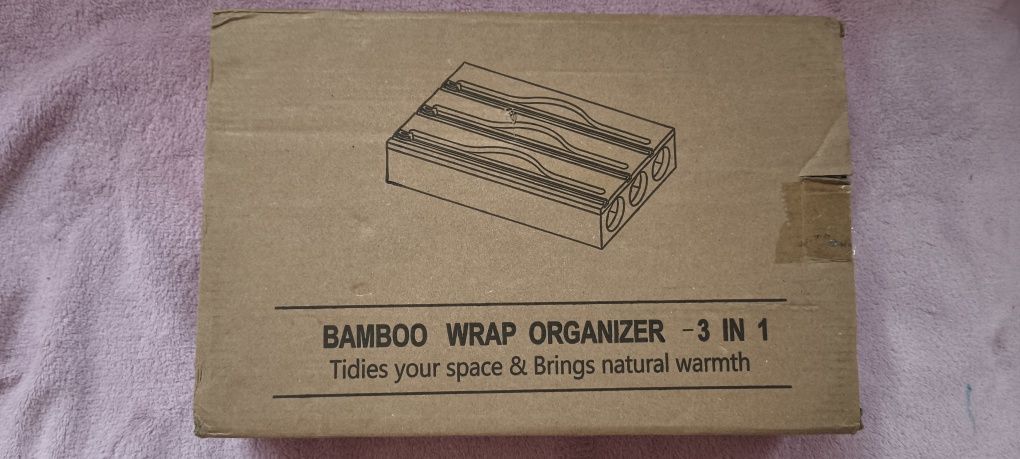 BAMBOO WRAP ORGANIZER -3 IN 1
Tidies your space & Brings natural warmth